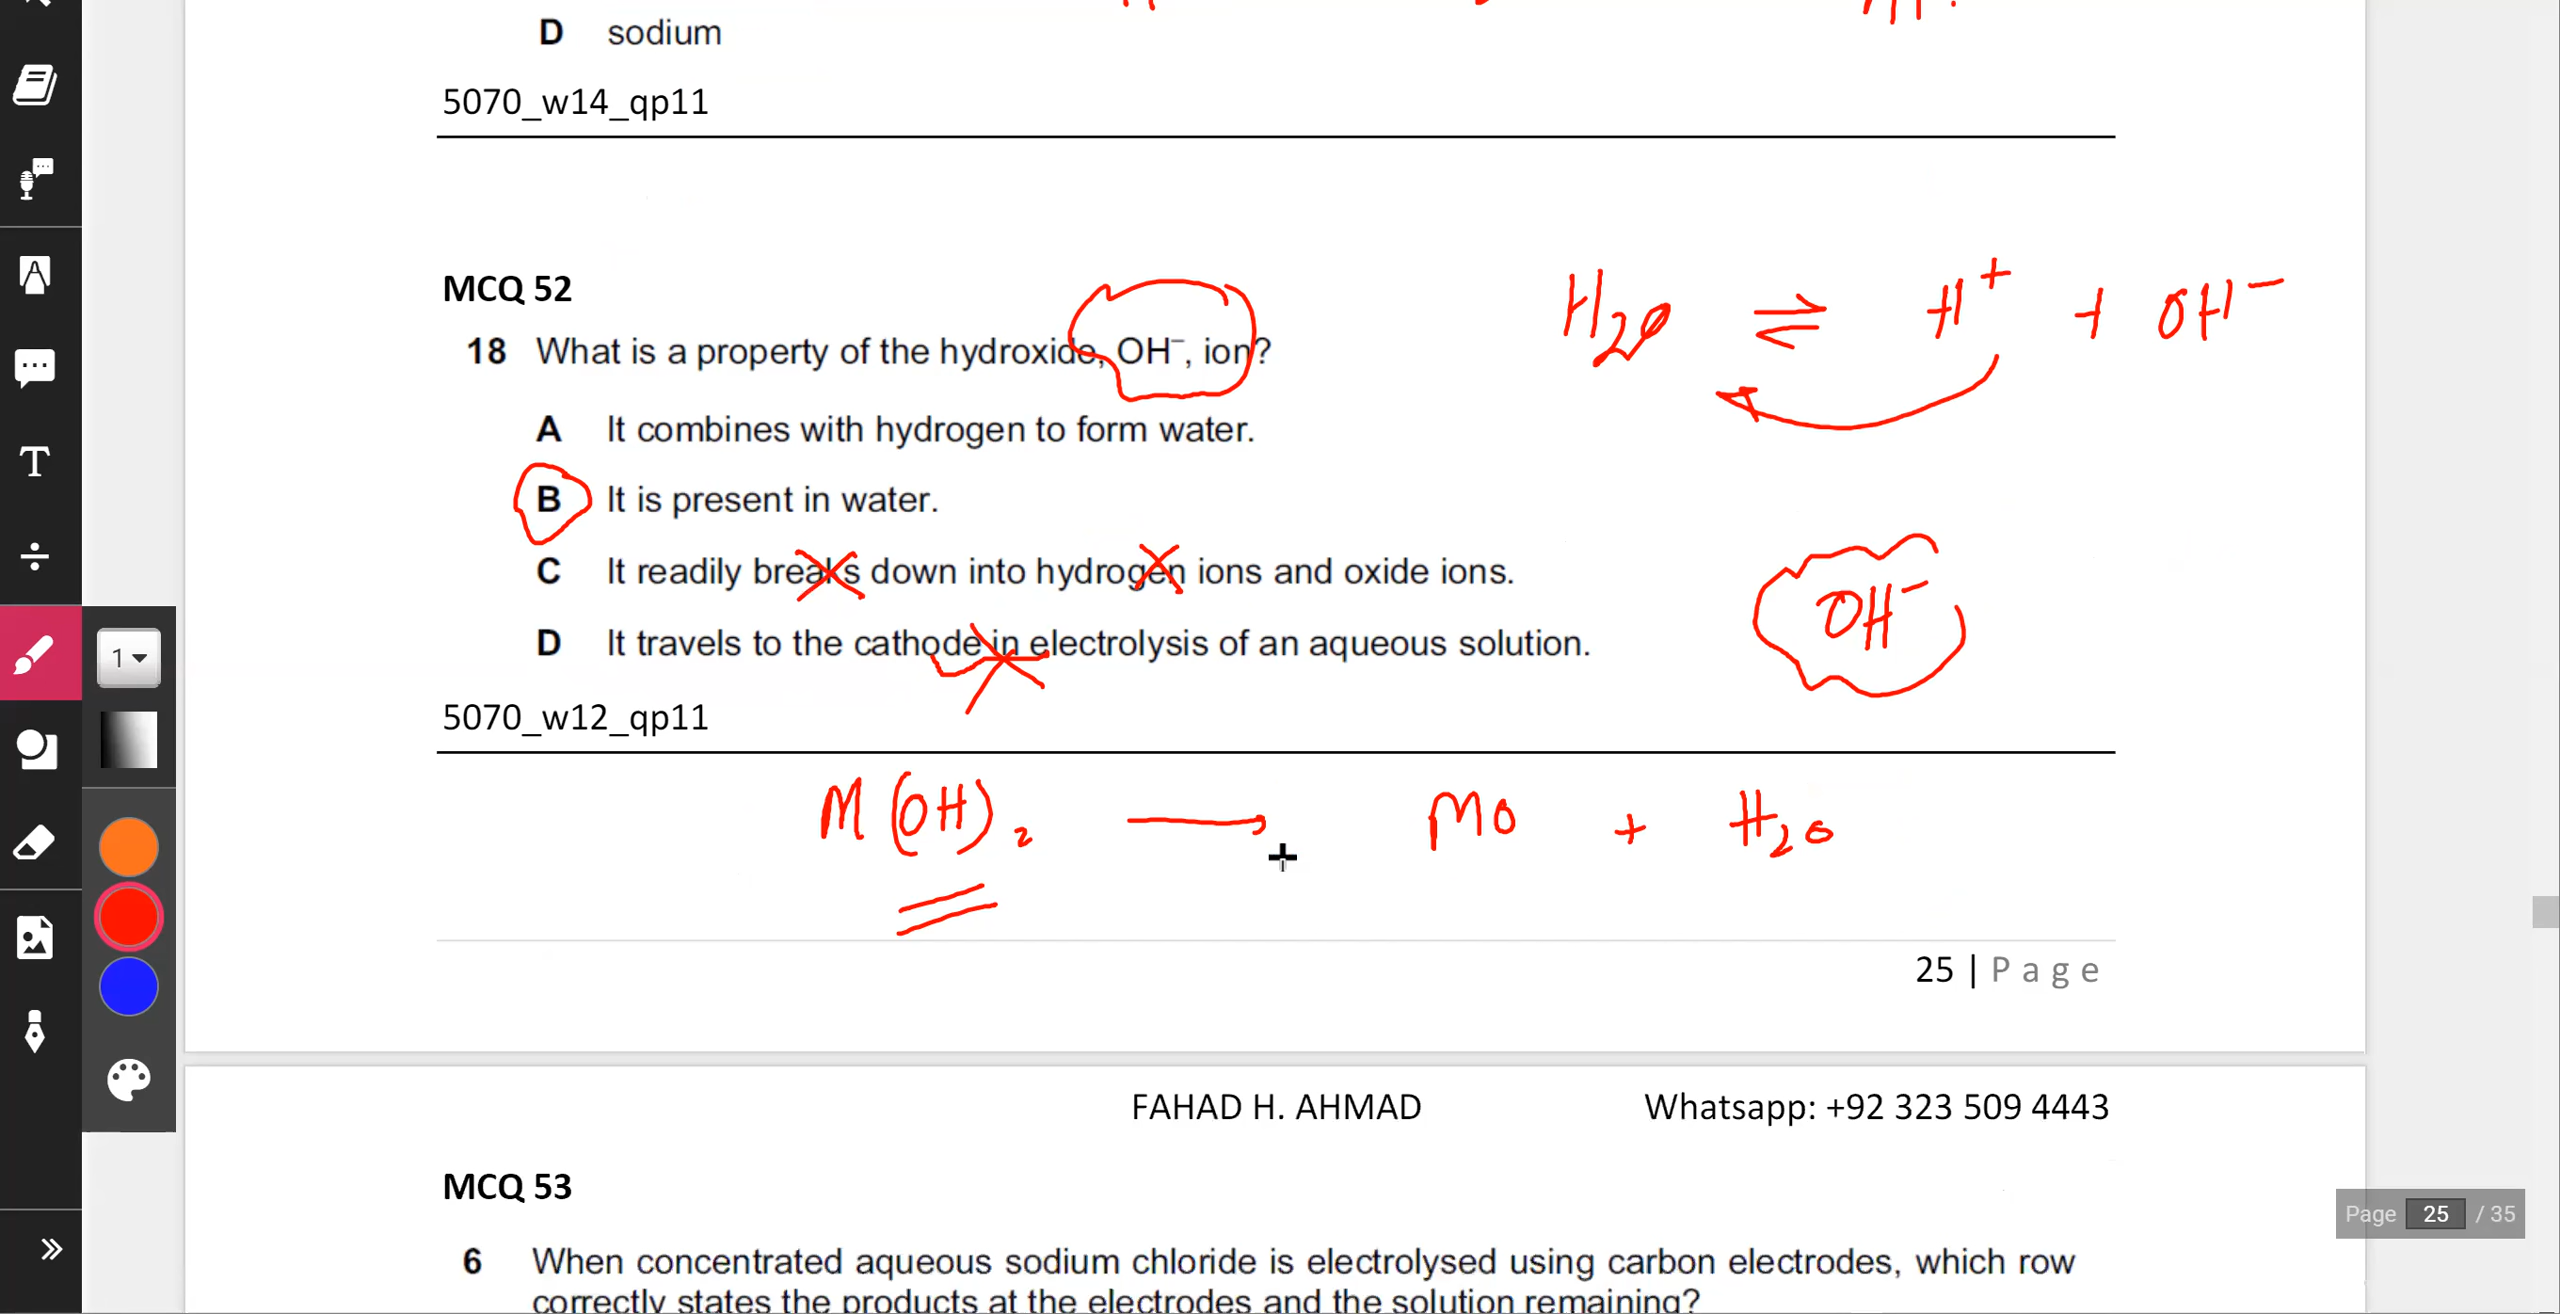 D sodium
5070_w14_qp11
MCQ 52
18 What is a property of the hydroxide, OH⁻, ion?
H₂O ⇌ H⁺ + OH⁻
A It combines with hydrogen to form water.
B It is present in water.
C It readily breaks down into hydrogen ions and oxide ions.
OH⁻
D It travels to the cathode in electrolysis of an aqueous solution.
5070_w12_qp11
M(OH)₂ → MO + H₂O
25 | Page
FAHAD H. AHMAD Whatsapp: +92 323 509 4443
MCQ 53
6 When concentrated aqueous sodium chloride is electrolysed using carbon electrodes, which row
correctly states the products at the electrodes and the solution remaining?
1
Page 25 / 35